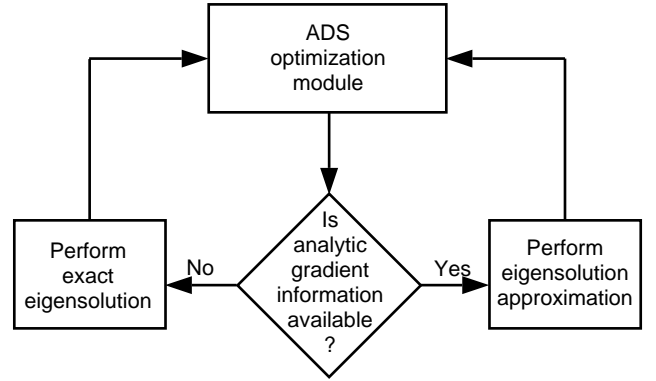 ADS
optimization
module
Is
analytic
gradient
information
available
?
No
Yes
Perform
exact
eigensolution
Perform
eigensolution
approximation